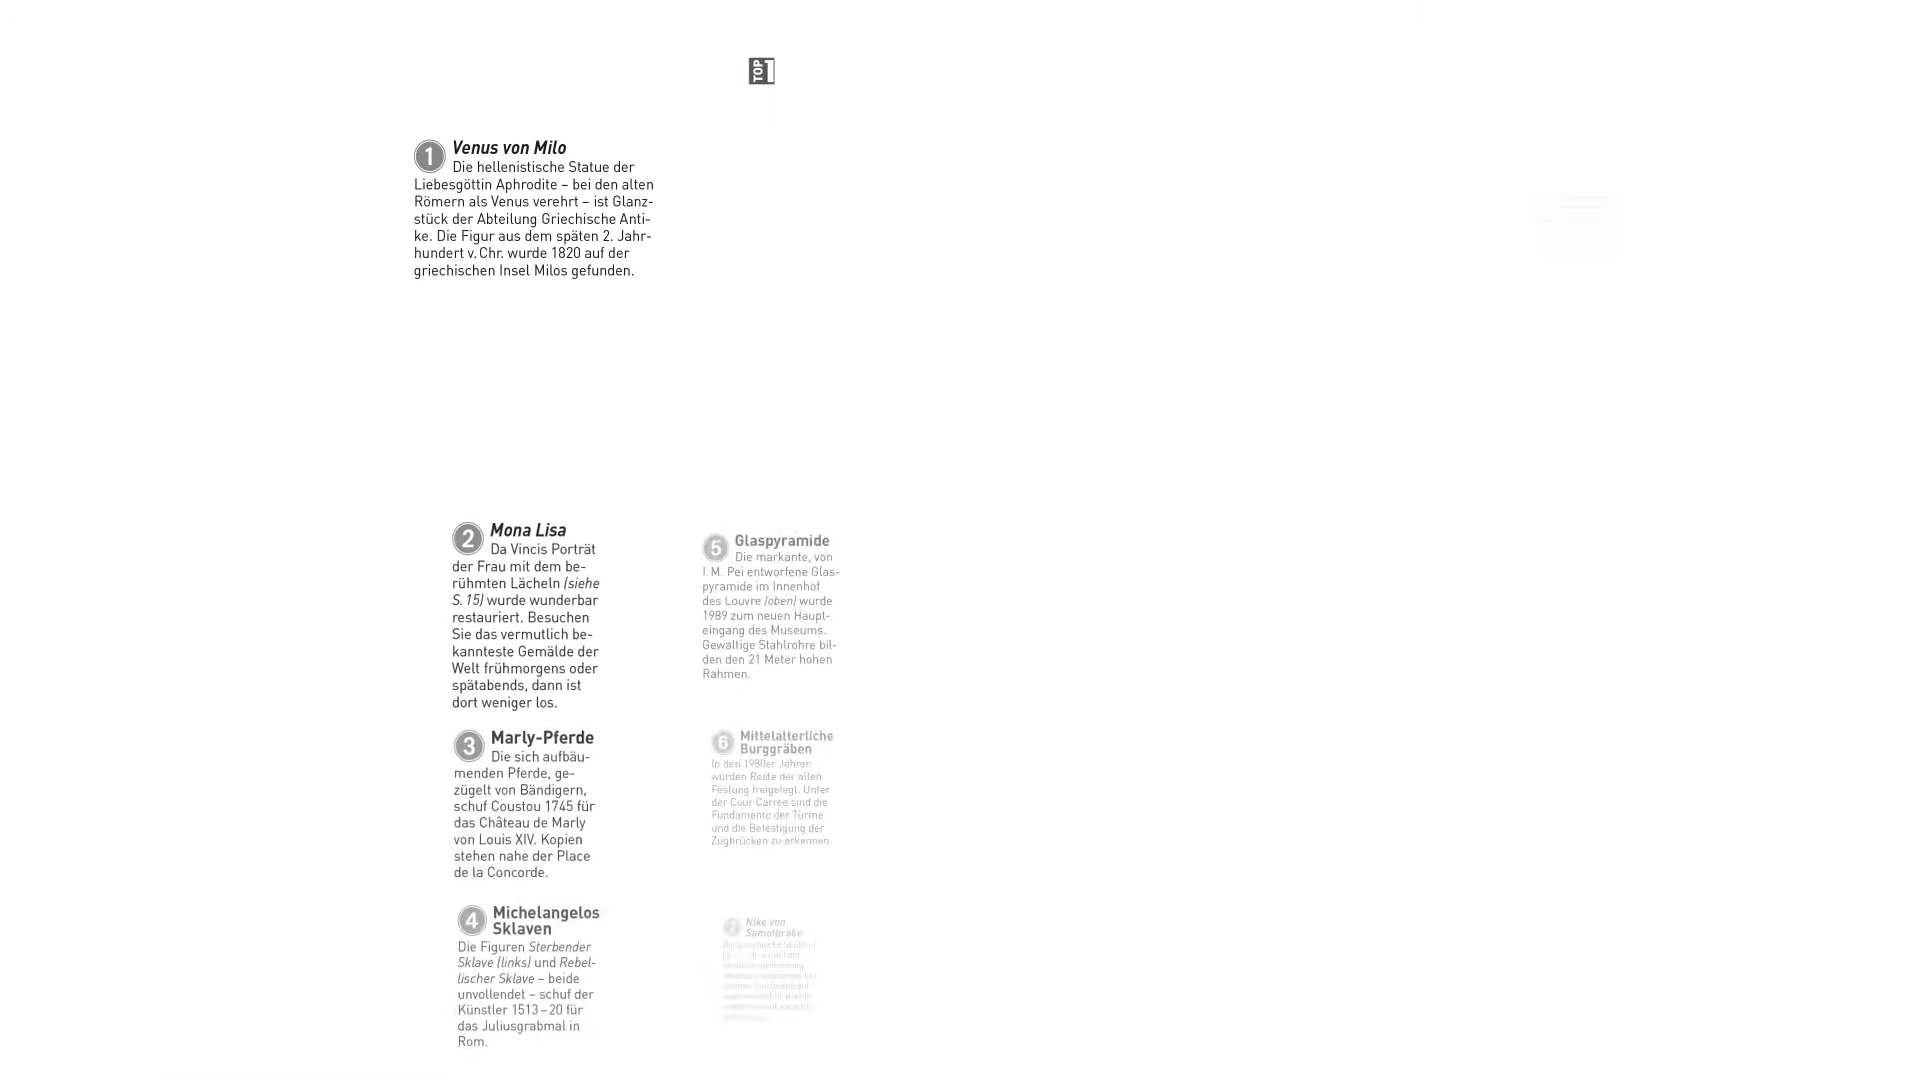 TOP 1
1 Venus von Milo
Die hellenistische Statue der
Liebesgöttin Aphrodite – bei den alten
Römern als Venus verehrt – ist Glanz-
stück der Abteilung Griechische Anti-
ke. Die Figur aus dem späten 2. Jahr-
hundert v. Chr. wurde 1820 auf der
griechischen Insel Milos gefunden.
2 Mona Lisa
Da Vincis Porträt
der Frau mit dem be-
rühmten Lächeln (siehe
S. 15) wurde wunderbar
restauriert. Besuchen
Sie das vermutlich be-
kannteste Gemälde der
Welt frühmorgens oder
spätabends, dann ist
dort weniger los.
3 Marly-Pferde
Die sich aufbäu-
menden Pferde, ge-
zügelt von Bändigern,
schuf Coustou 1745 für
das Château de Marly
von Louis XIV. Kopien
stehen nahe der Place
de la Concorde.
4 Michelangelos
Sklaven
Die Figuren Sterbender
Sklave (links) und Rebel-
lischer Sklave – beide
unvollendet – schuf der
Künstler 1513–20 für
das Juliusgrabmal in
Rom.
5 Glaspyramide
Die markante, von
I. M. Pei entworfene Glas-
pyramide im Innenhof
des Louvre (oben) wurde
1989 zum neuen Haupt-
eingang des Museums.
Gewaltige Stahlrohre bil-
den den 21 Meter hohen
Rahmen.
6 Mittelalterliche
Burggräben
In den 1980er Jahren
wurden Reste der alten
Festung freigelegt. Unter
der Cour Carrée sind die
Fundamente der Türme
und die Befestigung der
Zugbrücken zu erkennen.
7 Nike von
Samothrake